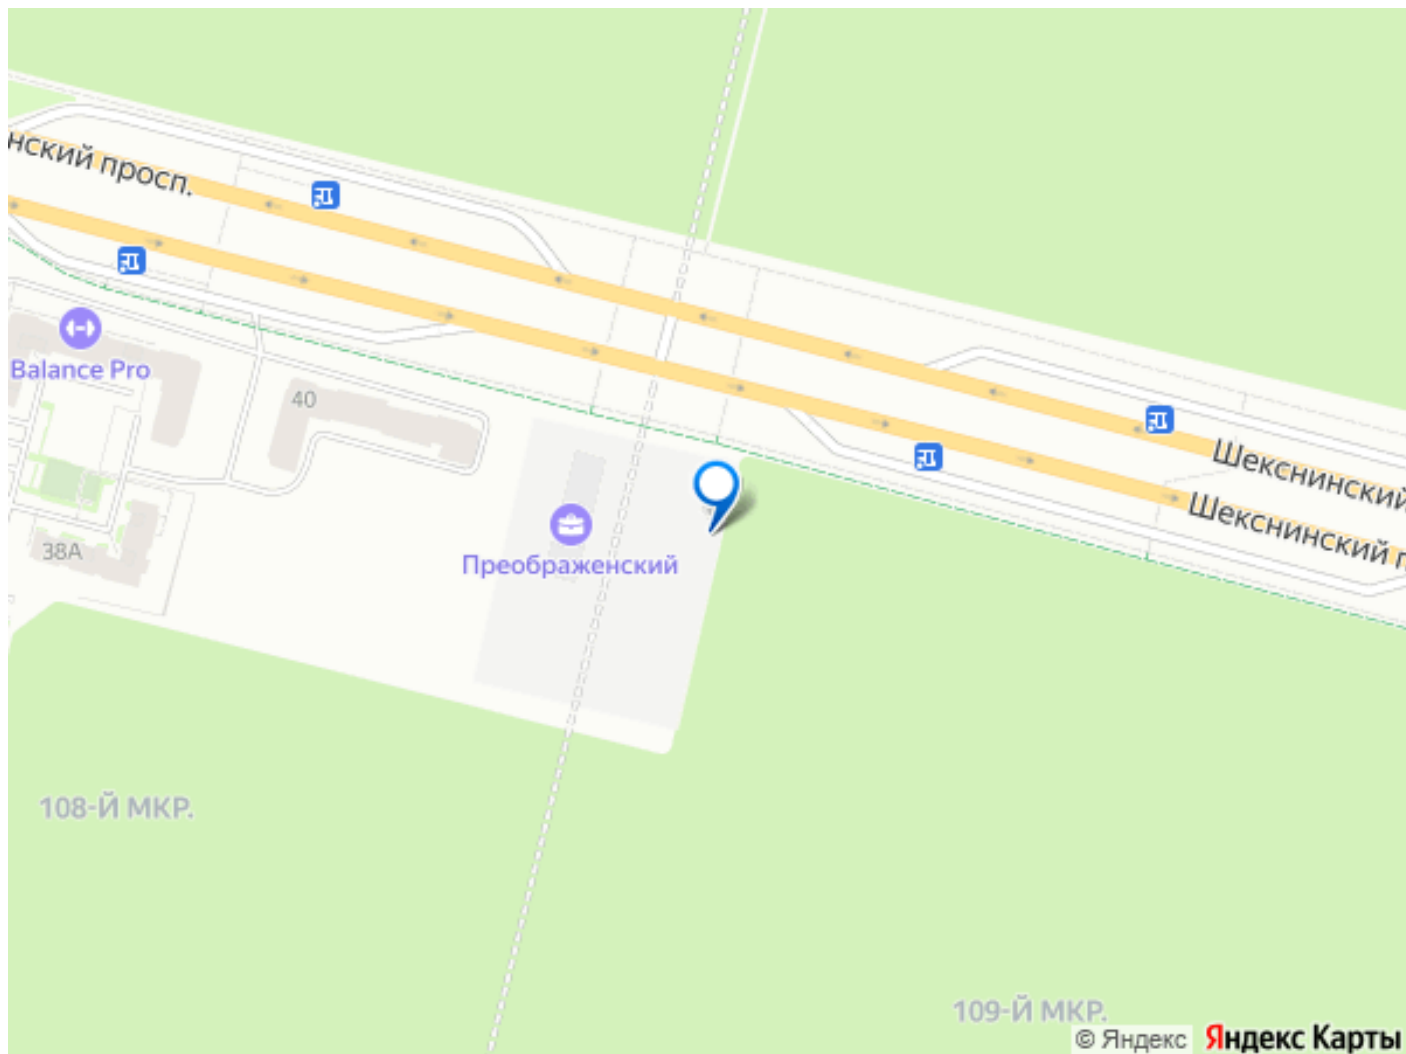 нский просп.
Balance Pro
40
Шекснинский
Шекснинский п
38А
Преображенский
108-Й МКР.
109-Й МКР.
© Яндекс Яндекс Карты